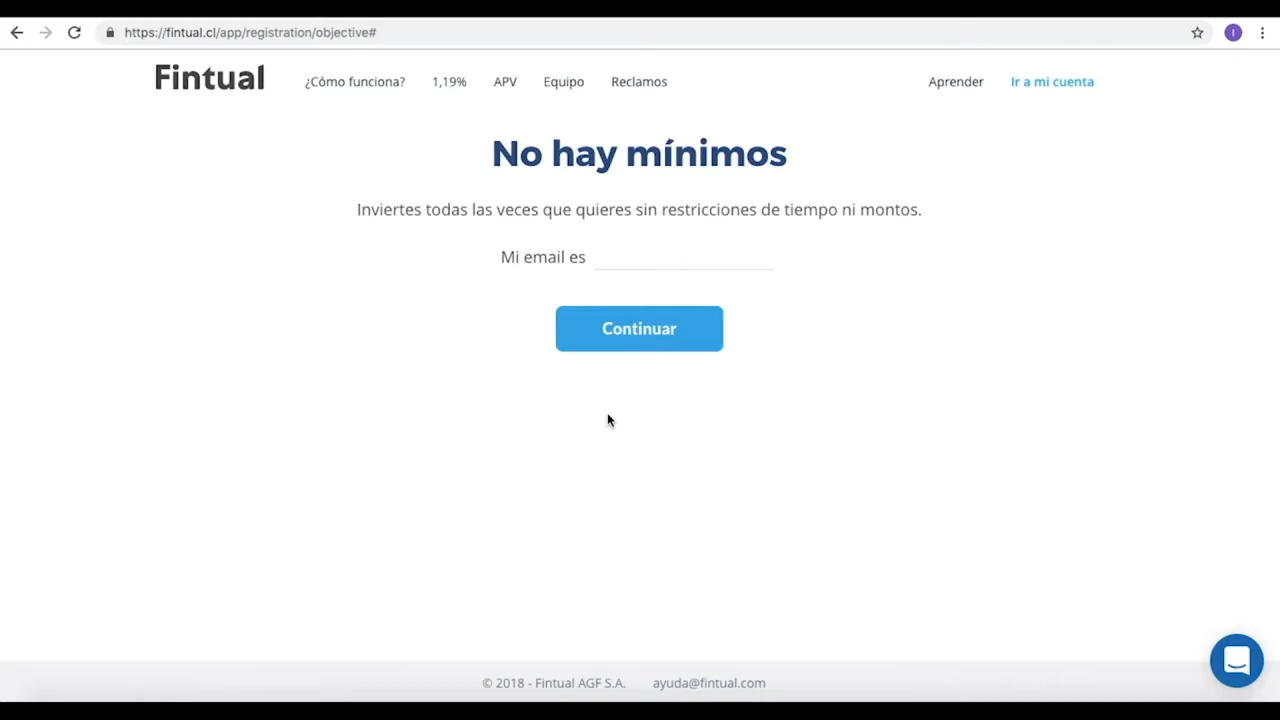 https://fintual.cl/app/registration/objective#
I
Fintual
¿Cómo funciona?
1,19%
APV
Equipo
Reclamos
Aprender
Ir a mi cuenta
No hay mínimos
Inviertes todas las veces que quieres sin restricciones de tiempo ni montos.
Mi email es
Continuar
© 2018 - Fintual AGF S.A.
ayuda@fintual.com